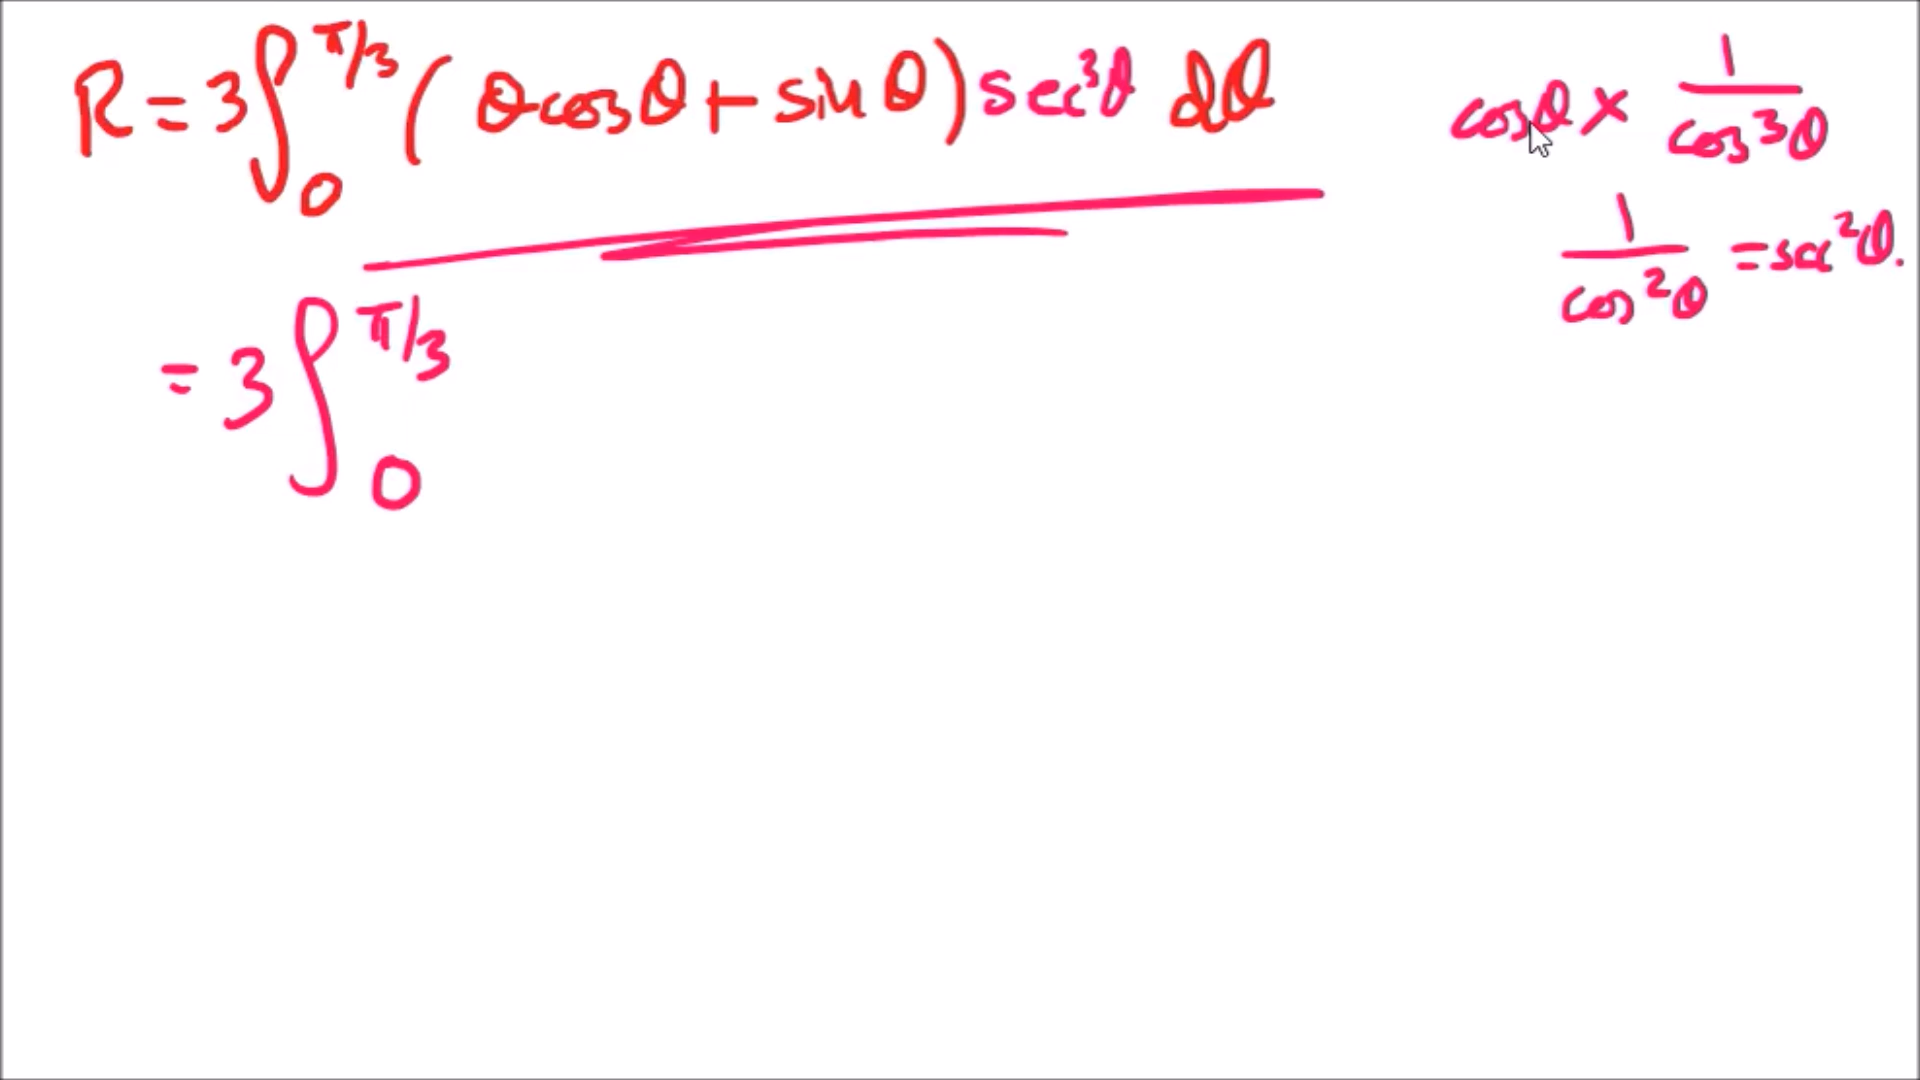 R = 3∫₀^π/3 (θcosθ + sinθ) sec³θ dθ
cosθ × 1/cos³θ
1/cos²θ = sec²θ.
= 3∫₀^π/3